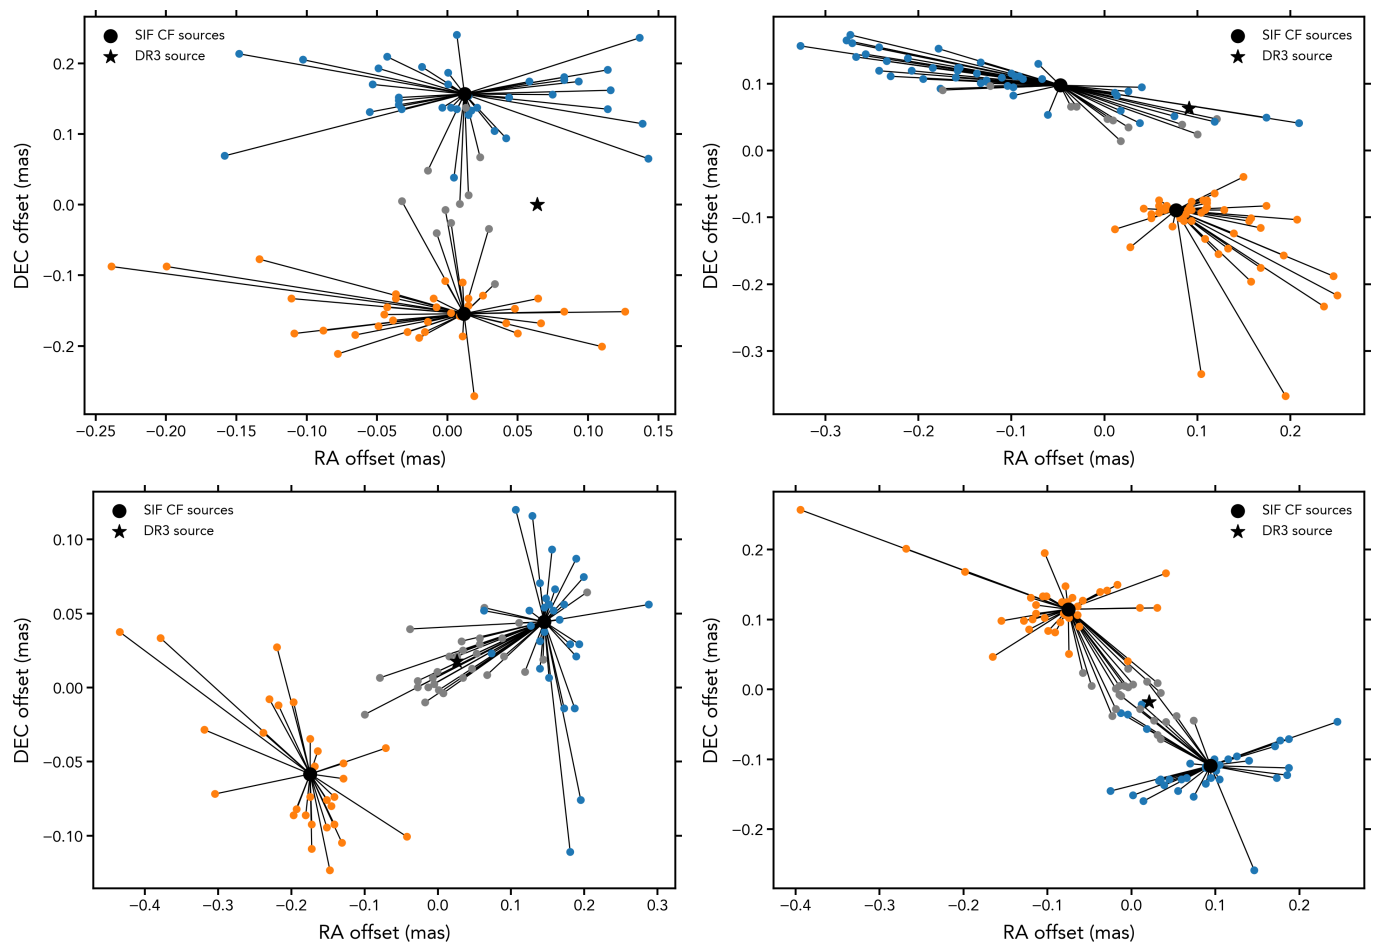 SIF CF sources
DR3 source
0.2
0.1
0.0
−0.1
−0.2
DEC offset (mas)
−0.25 −0.20 −0.15 −0.10 −0.05 0.00 0.05 0.10 0.15
RA offset (mas)
SIF CF sources
DR3 source
0.1
0.0
−0.1
−0.2
−0.3
DEC offset (mas)
−0.3 −0.2 −0.1 0.0 0.1 0.2
RA offset (mas)
SIF CF sources
DR3 source
0.10
0.05
0.00
−0.05
−0.10
DEC offset (mas)
−0.4 −0.3 −0.2 −0.1 0.0 0.1 0.2 0.3
RA offset (mas)
SIF CF sources
DR3 source
0.2
0.1
0.0
−0.1
−0.2
DEC offset (mas)
−0.4 −0.3 −0.2 −0.1 0.0 0.1 0.2
RA offset (mas)